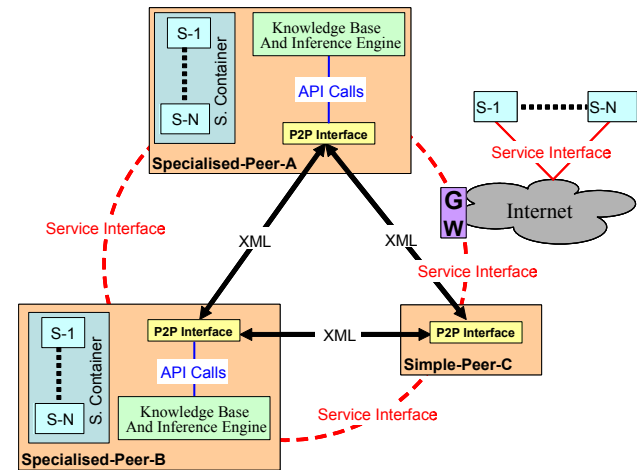 S-1
S-N
S. Container
Knowledge Base
And Inference Engine
API Calls
P2P Interface
Specialised-Peer-A
S-1
S-N
Service Interface
GW
Internet
Service Interface
XML
XML
Service Interface
S-1
S-N
S. Container
P2P Interface
API Calls
Knowledge Base
And Inference Engine
Specialised-Peer-B
XML
P2P Interface
Simple-Peer-C
Service Interface